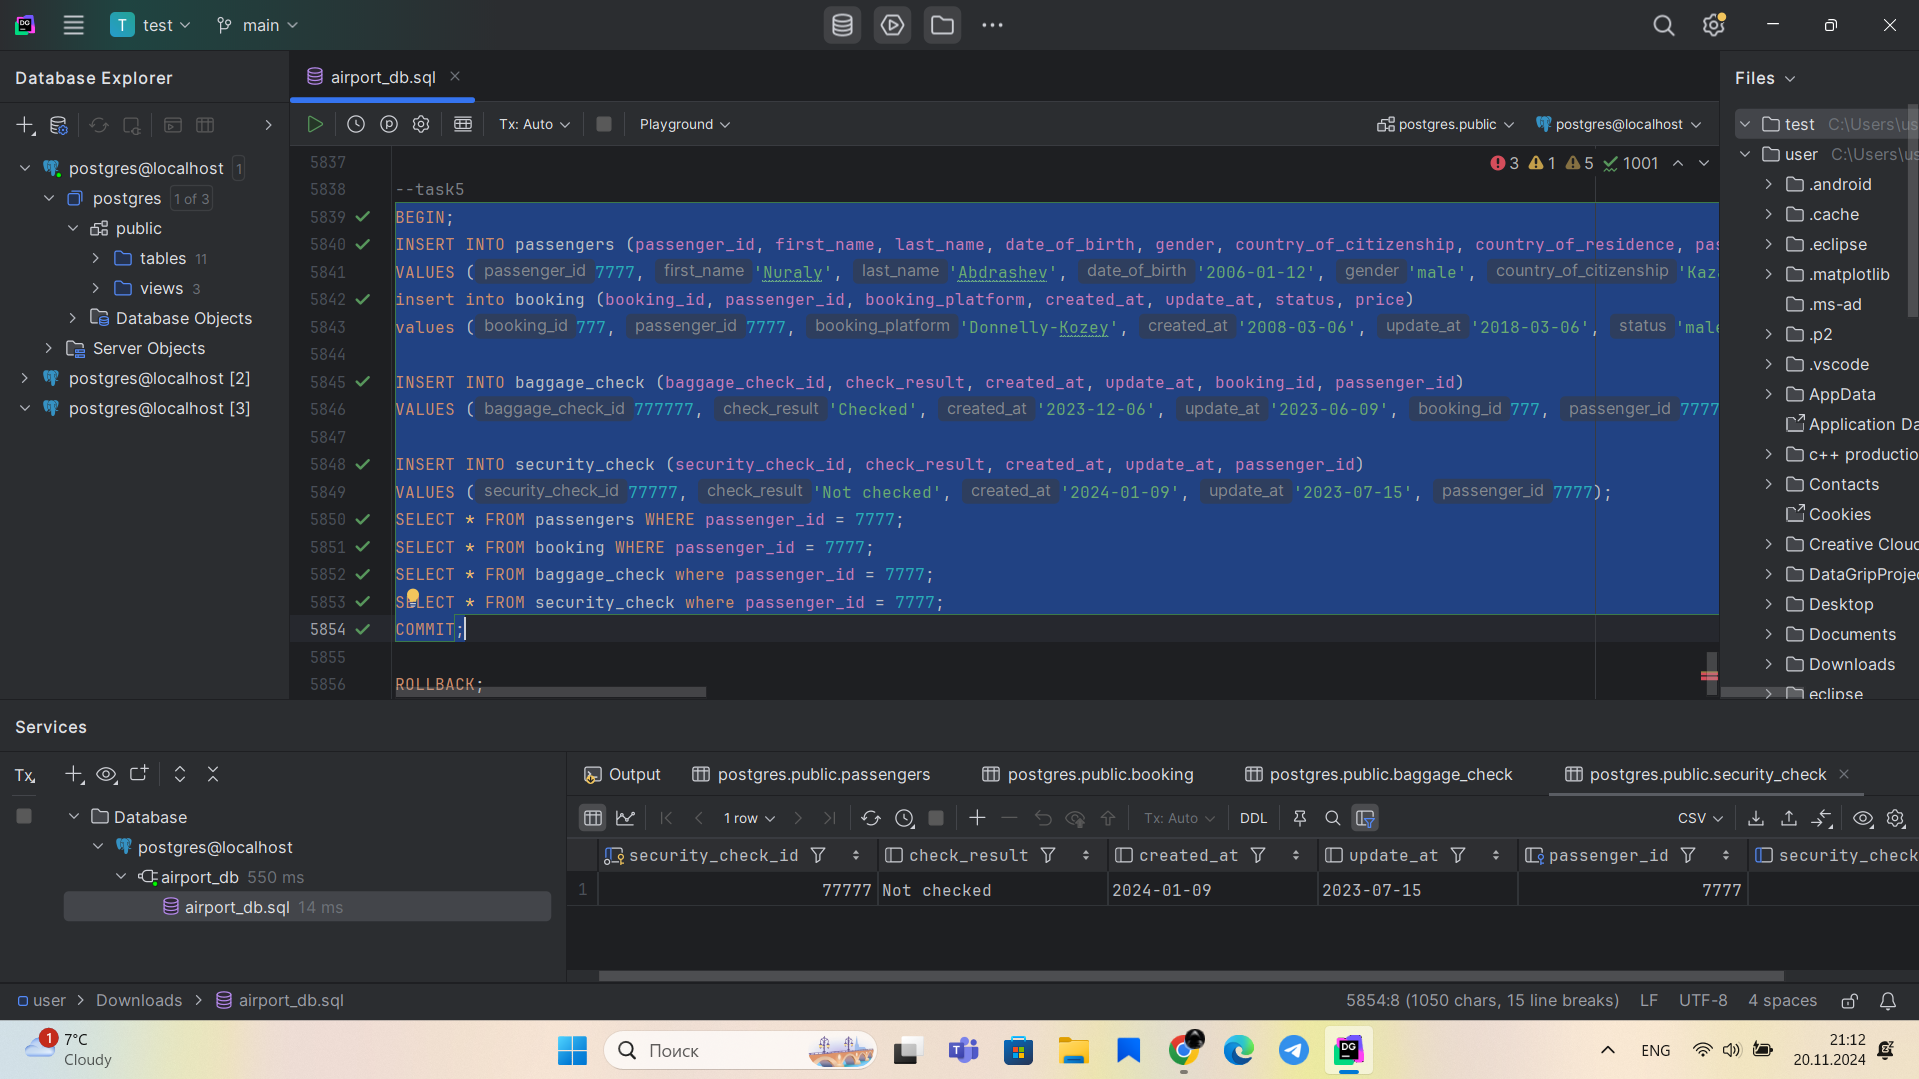 T test main
Database Explorer
airport_db.sql
Files
Tx: Auto Playground postgres.public postgres@localhost
postgres@localhost 1
postgres 1 of 3
public
tables 11
views 3
Database Objects
Server Objects
postgres@localhost [2]
postgres@localhost [3]
3 1 5 1001
5837
5838 --task5
5839 BEGIN;
5840 INSERT INTO passengers (passenger_id, first_name, last_name, date_of_birth, gender, country_of_citizenship, country_of_residence, pas
5841 VALUES ( passenger_id 7777, first_name 'Nuraly', last_name 'Abdrashev', date_of_birth '2006-01-12', gender 'male', country_of_citizenship 'Kaz
5842 insert into booking (booking_id, passenger_id, booking_platform, created_at, update_at, status, price)
5843 values ( booking_id 777, passenger_id 7777, booking_platform 'Donnelly-Kozey', created_at '2008-03-06', update_at '2018-03-06', status 'male
5844
5845 INSERT INTO baggage_check (baggage_check_id, check_result, created_at, update_at, booking_id, passenger_id)
5846 VALUES ( baggage_check_id 777777, check_result 'Checked', created_at '2023-12-06', update_at '2023-06-09', booking_id 777, passenger_id 7777
5847
5848 INSERT INTO security_check (security_check_id, check_result, created_at, update_at, passenger_id)
5849 VALUES ( security_check_id 77777, check_result 'Not checked', created_at '2024-01-09', update_at '2023-07-15', passenger_id 7777);
5850 SELECT * FROM passengers WHERE passenger_id = 7777;
5851 SELECT * FROM booking WHERE passenger_id = 7777;
5852 SELECT * FROM baggage_check where passenger_id = 7777;
5853 SELECT * FROM security_check where passenger_id = 7777;
5854 COMMIT;
5855
5856 ROLLBACK;
test C:\Users\us
user C:\Users\us
.android
.cache
.eclipse
.matplotlib
.ms-ad
.p2
.vscode
AppData
Application Da
c++ productio
Contacts
Cookies
Creative Cloud
DataGripProjec
Desktop
Documents
Downloads
eclipse
Services
Tx
Database
postgres@localhost
airport_db 550 ms
airport_db.sql 14 ms
Output postgres.public.passengers postgres.public.booking postgres.public.baggage_check postgres.public.security_check
1 row Tx: Auto DDL CSV
security_check_id check_result created_at update_at passenger_id security_check
1 77777 Not checked 2024-01-09 2023-07-15 7777
user Downloads airport_db.sql
5854:8 (1050 chars, 15 line breaks) LF UTF-8 4 spaces
1 7°C
Cloudy
Поиск
DG
ENG
21:12
20.11.2024